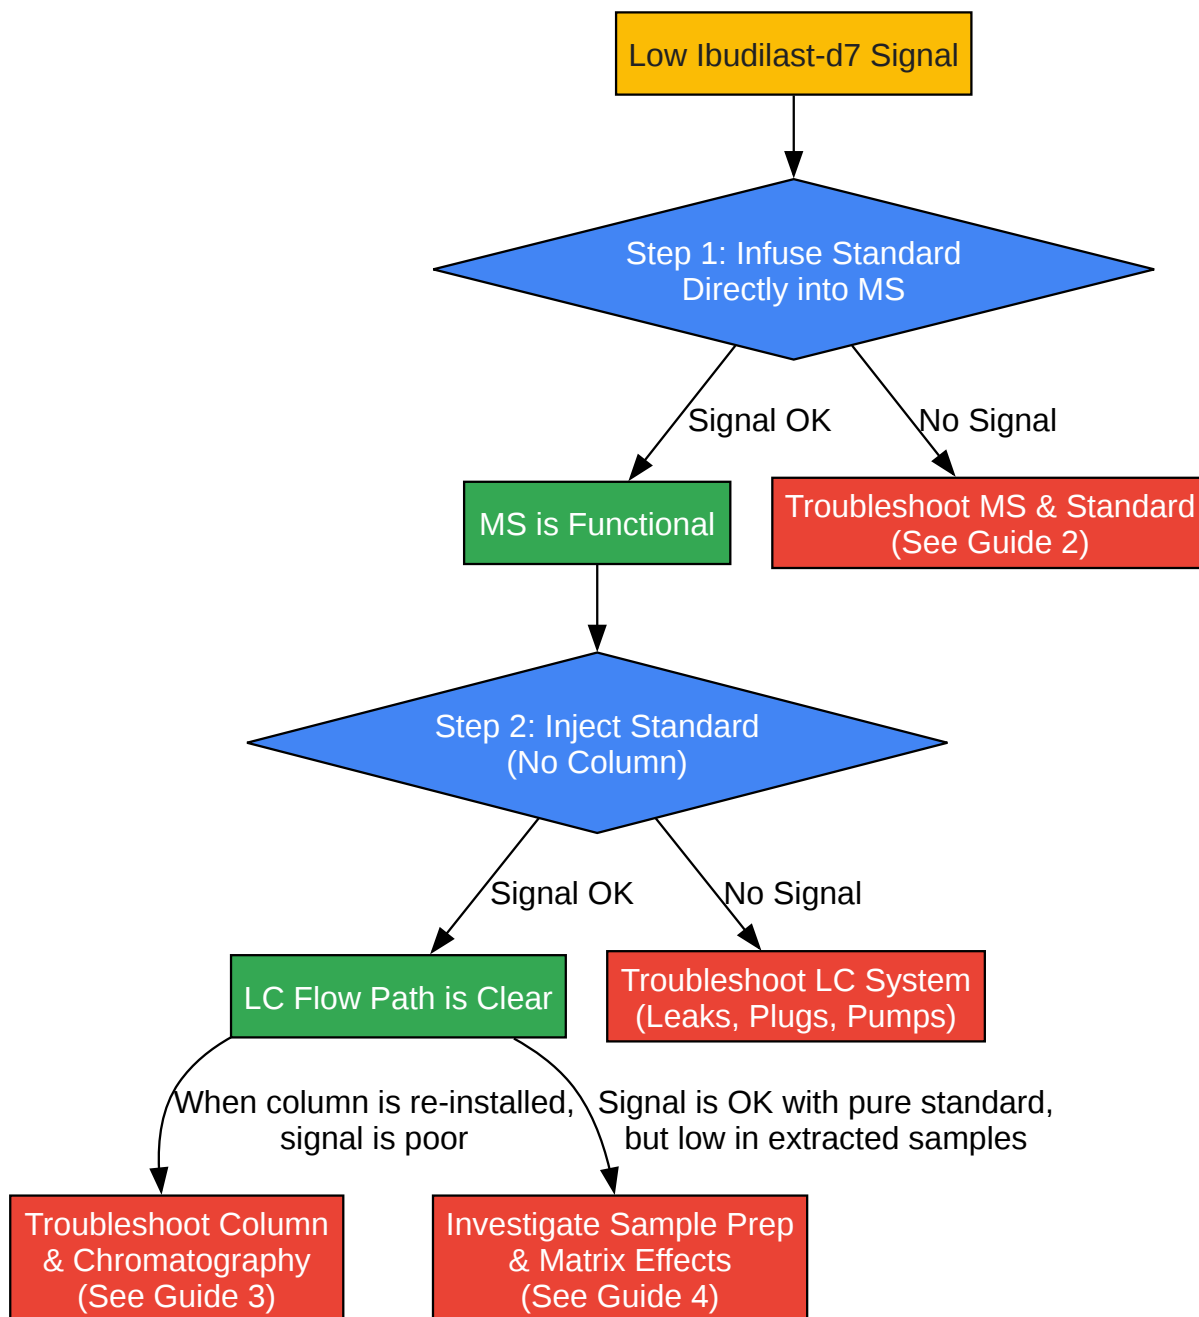 Low Ibudilast-d7 Signal
Step 1: Infuse Standard
Directly into MS
Signal OK
No Signal
MS is Functional
Troubleshoot MS & Standard
(See Guide 2)
Step 2: Inject Standard
(No Column)
Signal OK
No Signal
LC Flow Path is Clear
Troubleshoot LC System
(Leaks, Plugs, Pumps)
When column is re-installed,
signal is poor
Signal is OK with pure standard,
but low in extracted samples
Troubleshoot Column
& Chromatography
(See Guide 3)
Investigate Sample Prep
& Matrix Effects
(See Guide 4)